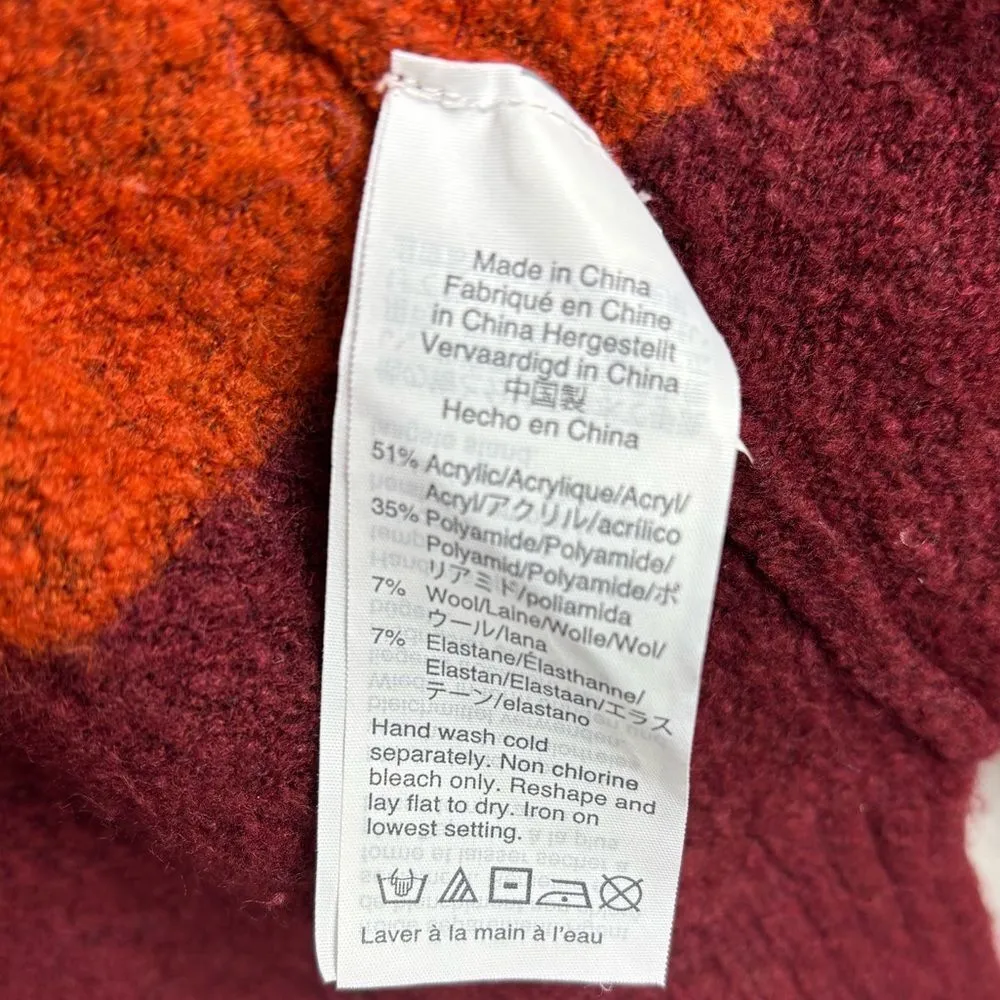 Made in China
Fabriqué en Chine
in China Hergestellt
Vervaardigd in China
中国製
Hecho en China
51% Acrylic/Acrylique/Acryl/
Acryl/アクリル/acrílico
35% Polyamide/Polyamide/
Polyamid/Polyamide/ポ
リアミド/poliamida
7% Wool/Laine/Wolle/Wol/
ウール/lana
7% Elastane/Élasthanne/
Elastan/Elastaan/エラス
テーン/elastano
Hand wash cold
separately. Non chlorine
bleach only. Reshape and
lay flat to dry. Iron on
lowest setting.
Laver à la main à l'eau